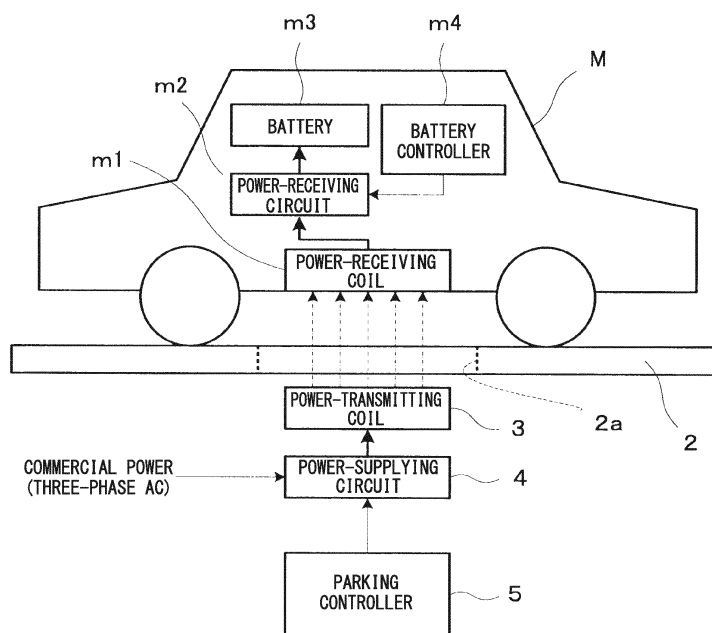 m3
m4
M
m2
BATTERY
BATTERY
CONTROLLER
m1
POWER-RECEIVING
CIRCUIT
POWER-RECEIVING
COIL
POWER-TRANSMITTING
COIL
3
2a
2
COMMERCIAL POWER
(THREE-PHASE AC)
POWER-SUPPLYING
CIRCUIT
4
PARKING
CONTROLLER
5